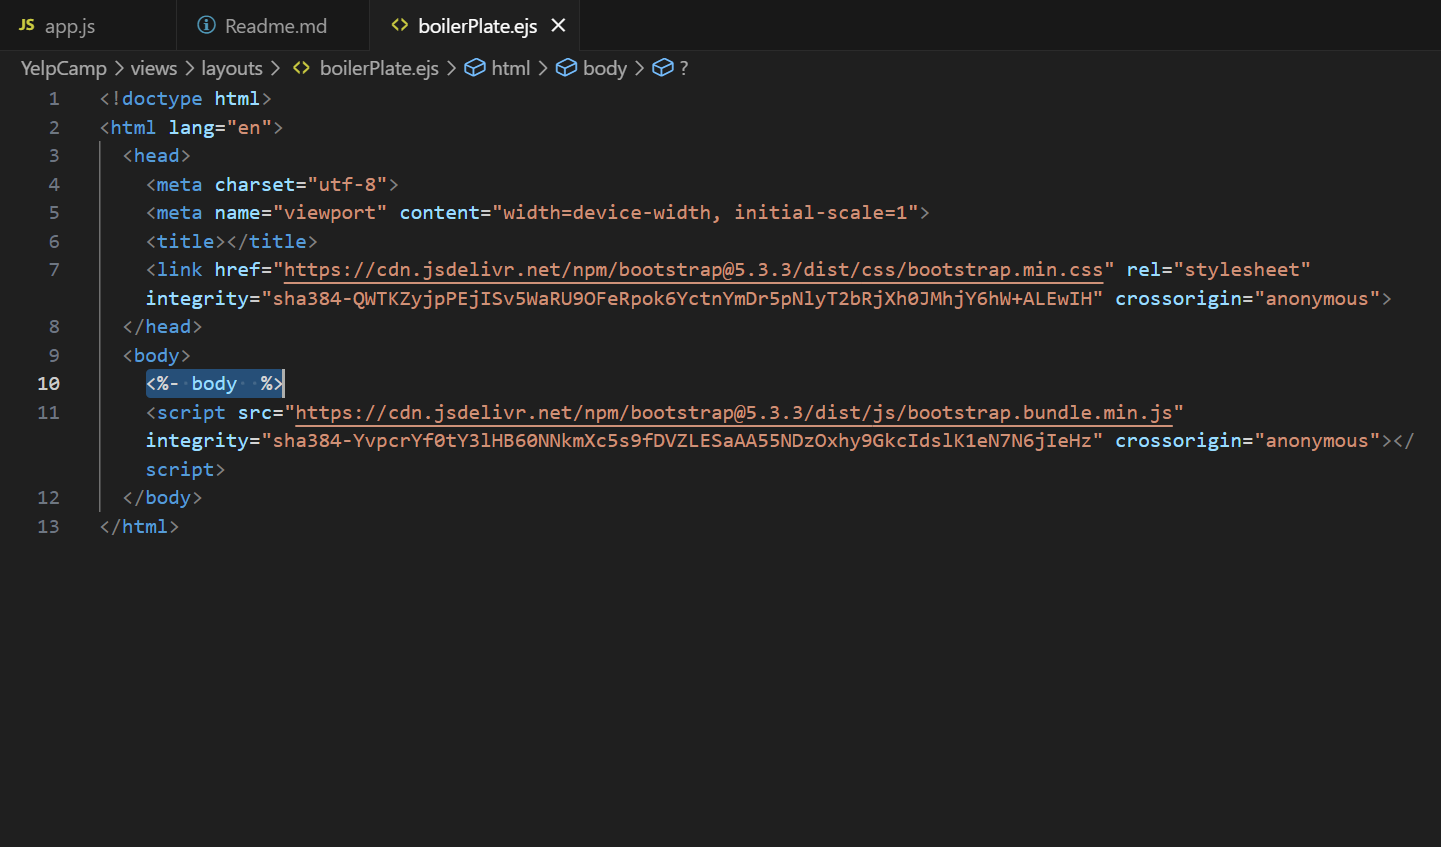 JS app.js Readme.md boilerPlate.ejs
YelpCamp > views > layouts > <> boilerPlate.ejs > html > body > ?
1 <!doctype html>
2 <html lang="en">
3 <head>
4 <meta charset="utf-8">
5 <meta name="viewport" content="width=device-width, initial-scale=1">
6 <title></title>
7 <link href="https://cdn.jsdelivr.net/npm/bootstrap@5.3.3/dist/css/bootstrap.min.css" rel="stylesheet"
integrity="sha384-QWTKZyjpPEjISv5WaRU9OFeRpok6YctnYmDr5pNlyT2bRjXh0JMhjY6hW+ALEwIH" crossorigin="anonymous">
8 </head>
9 <body>
10 <%- body  %>
11 <script src="https://cdn.jsdelivr.net/npm/bootstrap@5.3.3/dist/js/bootstrap.bundle.min.js"
integrity="sha384-YvpcrYf0tY3lHB60NNkmXc5s9fDVZLESaAA55NDzOxhy9GkcIdslK1eN7N6jIeHz" crossorigin="anonymous"></
script>
12 </body>
13 </html>